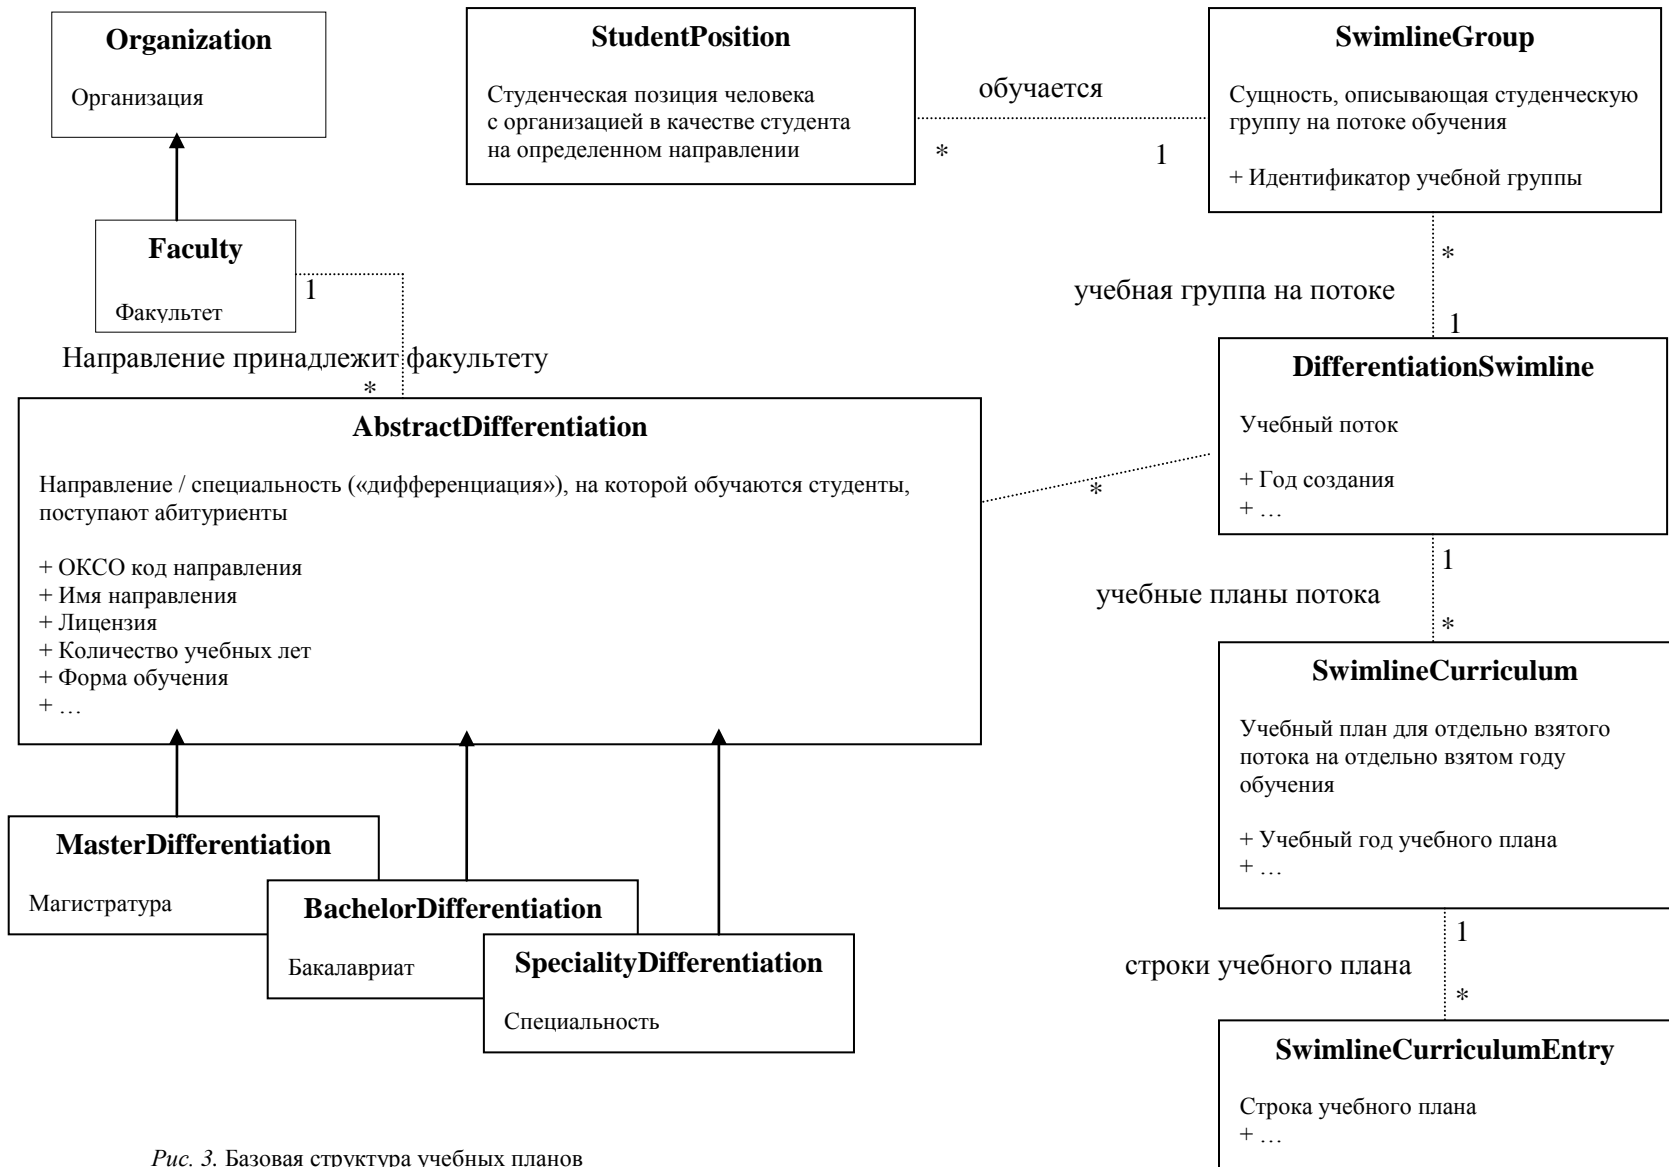 Organization
Организация
StudentPosition
Студенческая позиция человека
с организацией в качестве студента
на определенном направлении
обучается
*
1
SwimlineGroup
Сущность, описывающая студенческую
группу на потоке обучения
+ Идентификатор учебной группы
Faculty
Факультет
1
Направление принадлежит факультету
*
*
учебная группа на потоке
1
AbstractDifferentiation
Направление / специальность («дифференциация»), на которой обучаются студенты,
поступают абитуриенты
+ ОКСО код направления
+ Имя направления
+ Лицензия
+ Количество учебных лет
+ Форма обучения
+ …
*
DifferentiationSwimline
Учебный поток
+ Год создания
+ …
1
учебные планы потока
*
SwimlineCurriculum
Учебный план для отдельно взятого
потока на отдельно взятом году
обучения
+ Учебный год учебного плана
+ …
MasterDifferentiation
Магистратура
BachelorDifferentiation
Бакалавриат
SpecialityDifferentiation
Специальность
1
строки учебного плана
*
SwimlineCurriculumEntry
Строка учебного плана
+ …
Рис. 3. Базовая структура учебных планов